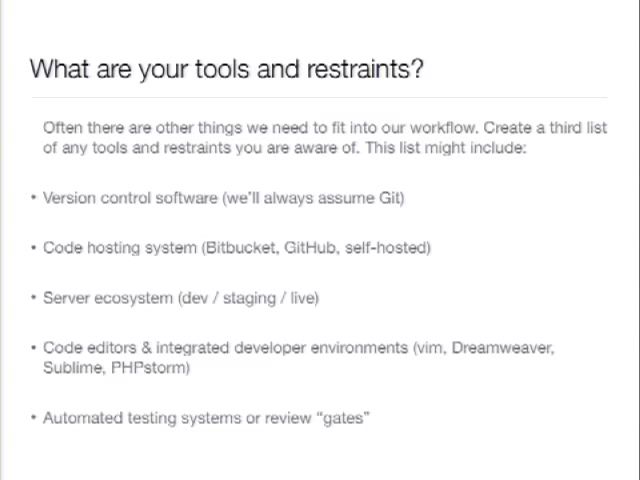 What are your tools and restraints?
Often there are other things we need to fit into our workflow. Create a third list
of any tools and restraints you are aware of. This list might include:
• Version control software (we'll always assume Git)
• Code hosting system (Bitbucket, GitHub, self-hosted)
• Server ecosystem (dev / staging / live)
• Code editors & integrated developer environments (vim, Dreamweaver,
Sublime, PHPstorm)
• Automated testing systems or review “gates”